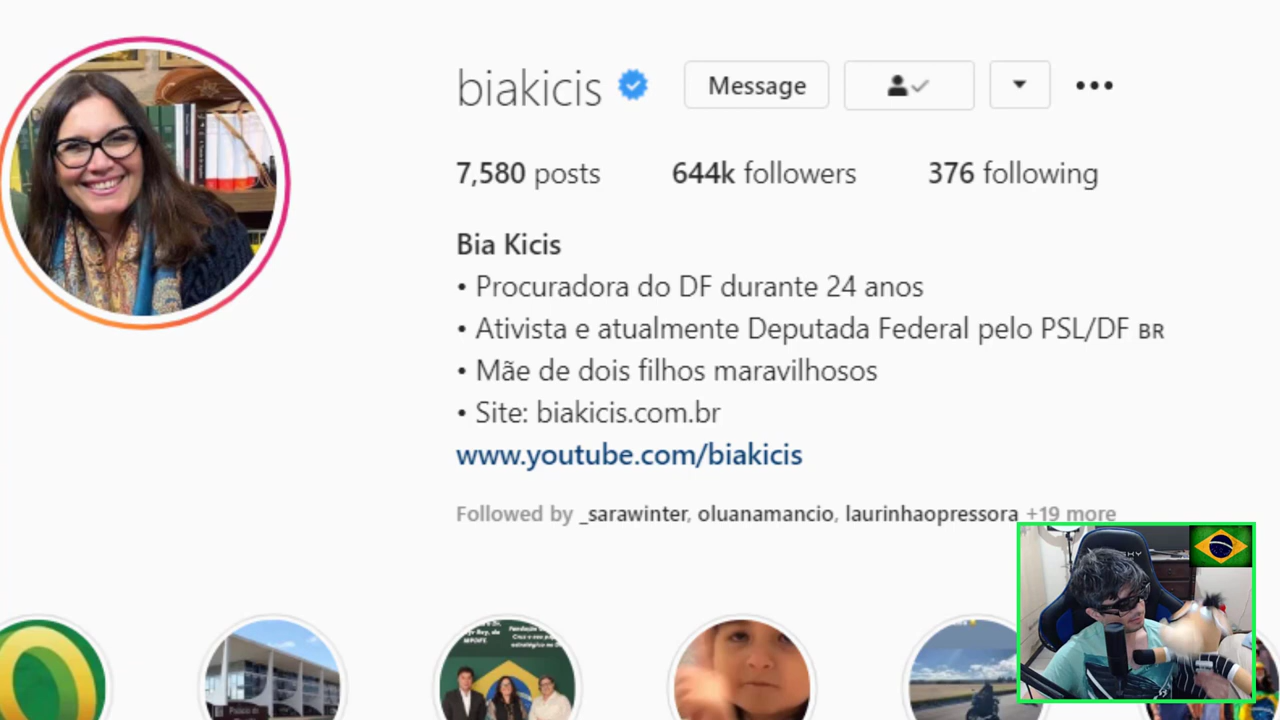 biakicis
Message
7,580 posts 644k followers 376 following
Bia Kicis
• Procuradora do DF durante 24 anos
• Ativista e atualmente Deputada Federal pelo PSL/DF BR
• Mãe de dois filhos maravilhosos
• Site: biakicis.com.br
www.youtube.com/biakicis
Followed by _sarawinter, oluanamancio, laurinhaopressora +19 more